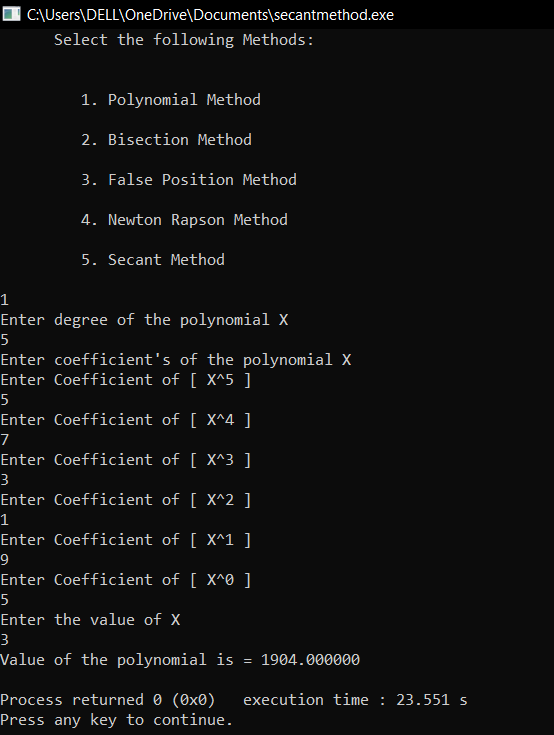 C:\Users\DELL\OneDrive\Documents\secantmethod.exe
Select the following Methods:
1. Polynomial Method
2. Bisection Method
3. False Position Method
4. Newton Rapson Method
5. Secant Method
1
Enter degree of the polynomial X
5
Enter coefficient's of the polynomial X
Enter Coefficient of [ X^5 ]
5
Enter Coefficient of [ X^4 ]
7
Enter Coefficient of [ X^3 ]
3
Enter Coefficient of [ X^2 ]
1
Enter Coefficient of [ X^1 ]
9
Enter Coefficient of [ X^0 ]
5
Enter the value of X
3
Value of the polynomial is = 1904.000000
Process returned 0 (0x0)   execution time : 23.551 s
Press any key to continue.